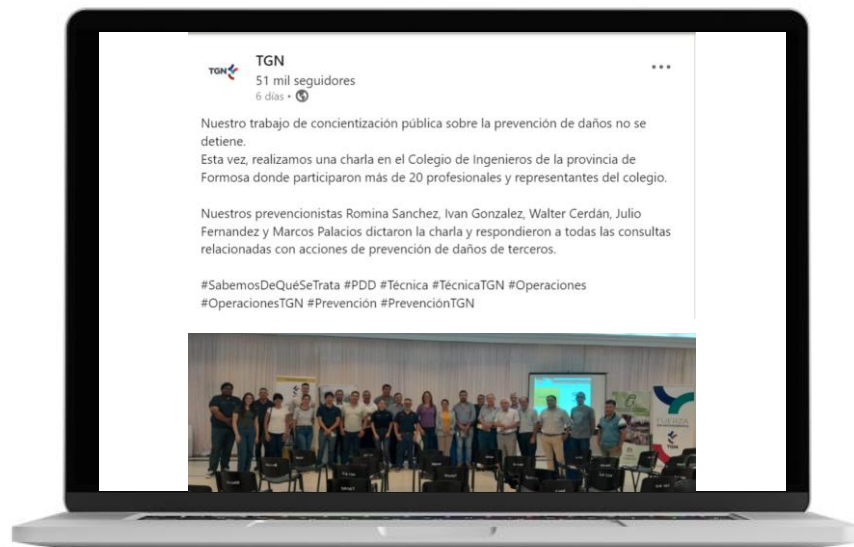 TGN
TGN
51 mil seguidores
6 días •
Nuestro trabajo de concientización pública sobre la prevención de daños no se
detiene.
Esta vez, realizamos una charla en el Colegio de Ingenieros de la provincia de
Formosa donde participaron más de 20 profesionales y representantes del colegio.
Nuestros prevencionistas Romina Sanchez, Ivan Gonzalez, Walter Cerdán, Julio
Fernandez y Marcos Palacios dictaron la charla y respondieron a todas las consultas
relacionadas con acciones de prevención de daños de terceros.
#SabemosDeQuéSeTrata #PDD #Técnica #TécnicaTGN #Operaciones
#OperacionesTGN #Prevención #PrevenciónTGN
FUERZA
TGN